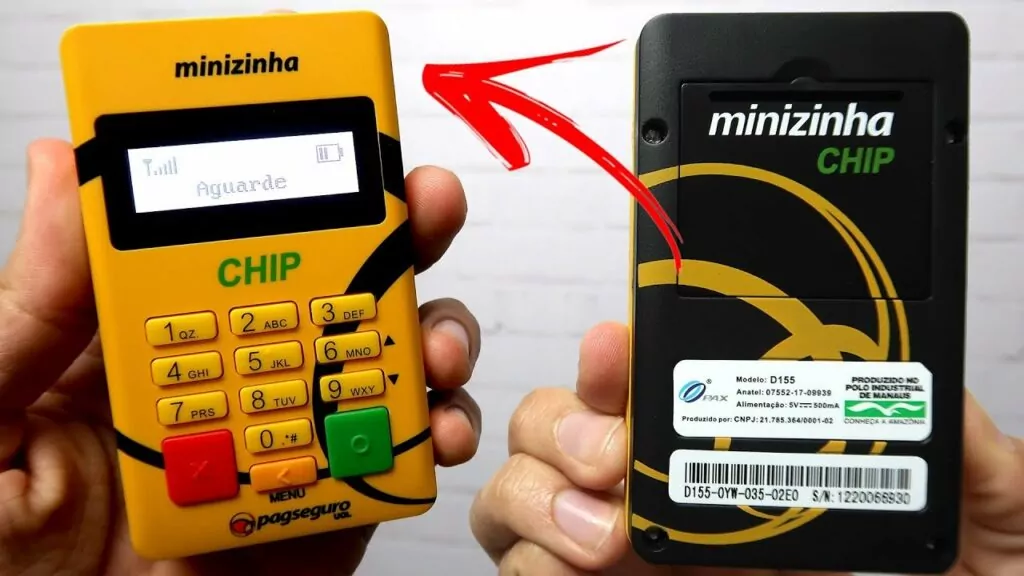 minizinha
Aguarde
CHIP
1 QZ.
2 ABC
3 DEF
4 GHI
5 JKL
6 MNO
7 PRS
8 TUV
9 WXY
0 .*#
X
O
<
MENU
pagseguro
UOL
minizinha
CHIP
PAX
Modelo: D155
Anatel: 07552-17-09939
Alimentação: 5V 500mA
Produzido por: CNPJ: 21.785.364/0001-02
PRODUZIDO NO
POLO INDUSTRIAL
DE MANAUS
CONHEÇA A AMAZÔNIA
D155-0YW-035-02E0 S/N: 1220066930